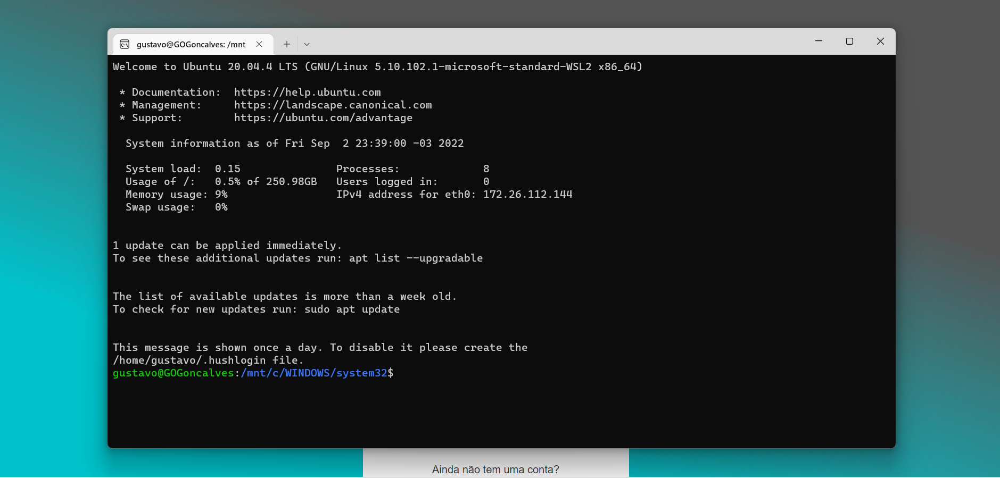 gustavo@GOGoncalves: /mnt
Welcome to Ubuntu 20.04.4 LTS (GNU/Linux 5.10.102.1-microsoft-standard-WSL2 x86_64)
* Documentation:  https://help.ubuntu.com
* Management:     https://landscape.canonical.com
* Support:        https://ubuntu.com/advantage
System information as of Fri Sep  2 23:39:00 -03 2022
System load:  0.15               Processes:             8
Usage of /:   0.5% of 250.98GB   Users logged in:       0
Memory usage: 9%                 IPv4 address for eth0: 172.26.112.144
Swap usage:   0%
1 update can be applied immediately.
To see these additional updates run: apt list --upgradable
The list of available updates is more than a week old.
To check for new updates run: sudo apt update
This message is shown once a day. To disable it please create the
/home/gustavo/.hushlogin file.
gustavo@GOGoncalves:/mnt/c/WINDOWS/system32$
Ainda não tem uma conta?